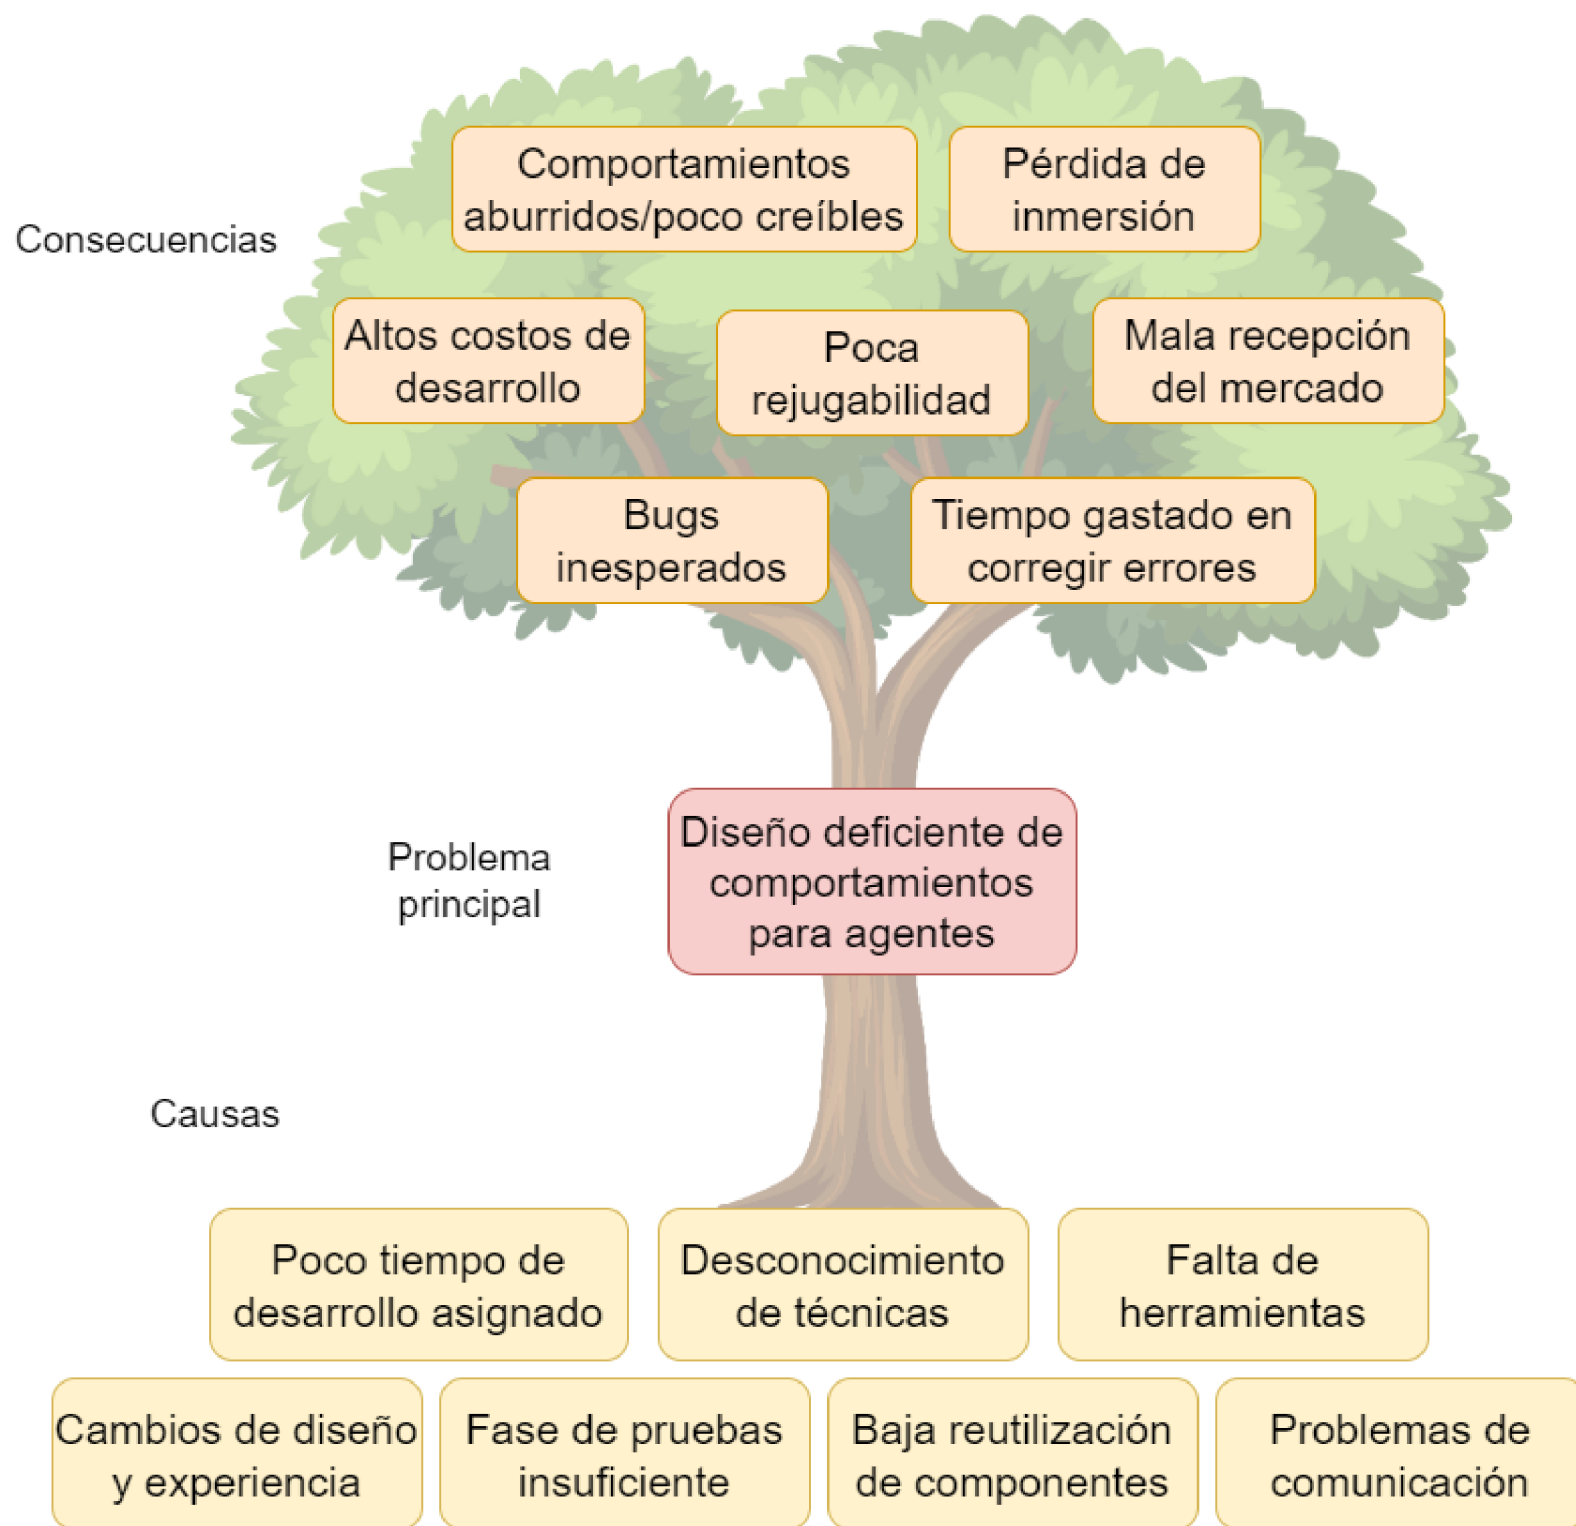 Comportamientos
aburridos/poco creíbles
Pérdida de
inmersión
Consecuencias
Altos costos de
desarrollo
Poca
rejugabilidad
Mala recepción
del mercado
Bugs
inesperados
Tiempo gastado en
corregir errores
Problema
principal
Diseño deficiente de
comportamientos
para agentes
Causas
Poco tiempo de
desarrollo asignado
Desconocimiento
de técnicas
Falta de
herramientas
Cambios de diseño
y experiencia
Fase de pruebas
insuficiente
Baja reutilización
de componentes
Problemas de
comunicación